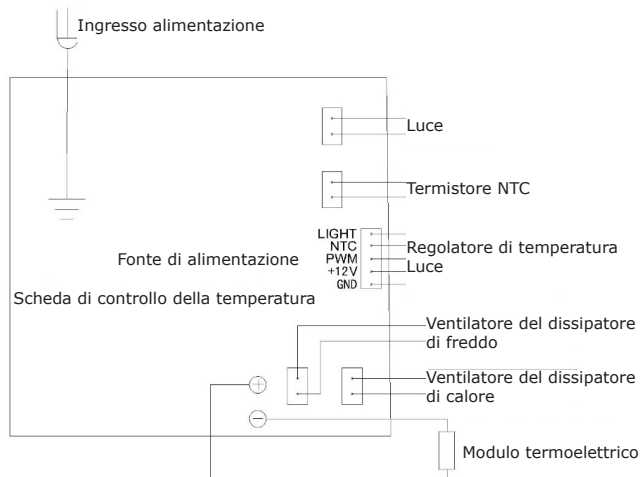 Ingresso alimentazione
Luce
Termistore NTC
LIGHT
NTC
PWM
+12V
GND
Regolatore di temperatura
Luce
Fonte di alimentazione
Scheda di controllo della temperatura
Ventilatore del dissipatore
di freddo
Ventilatore del dissipatore
di calore
Modulo termoelettrico